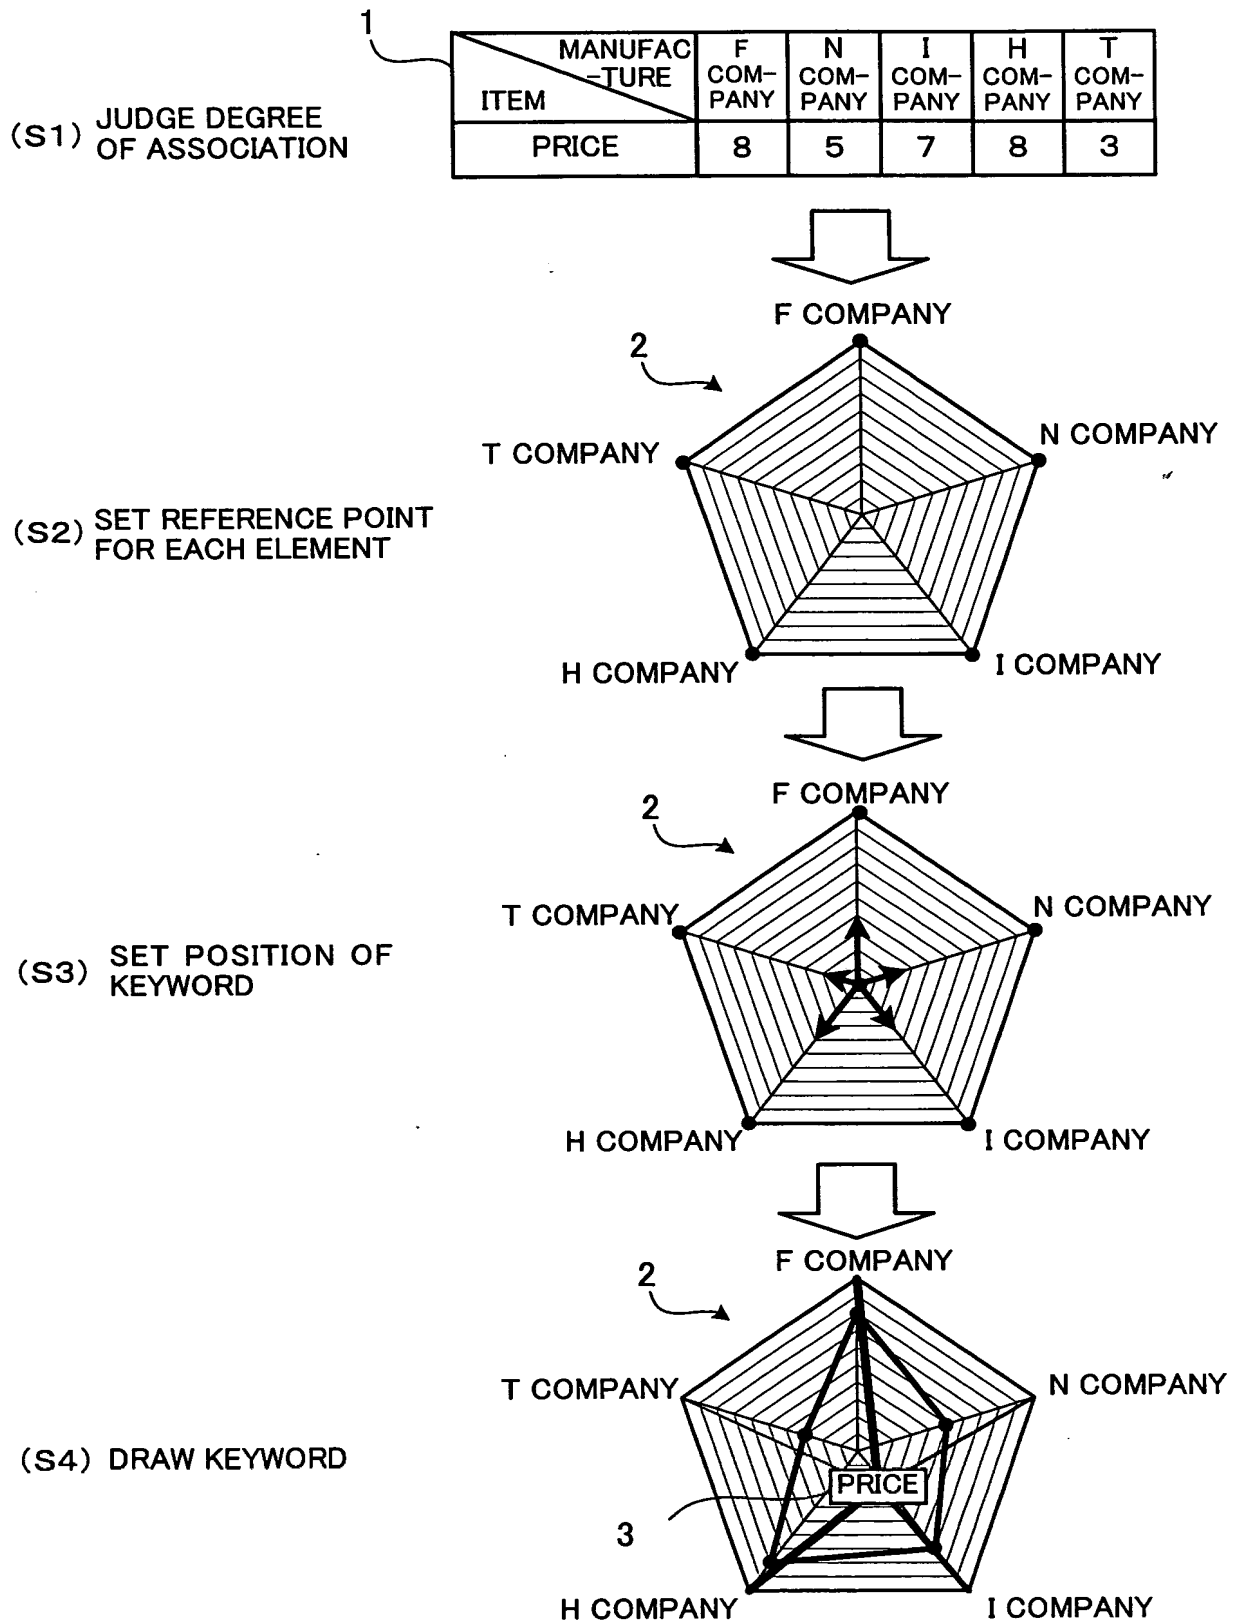 1
MANUFAC
-TURE
ITEM
F
COM-
PANY
N
COM-
PANY
I
COM-
PANY
H
COM-
PANY
T
COM-
PANY
(S1) JUDGE DEGREE
OF ASSOCIATION
PRICE 8 5 7 8 3
F COMPANY
2
N COMPANY
T COMPANY
(S2) SET REFERENCE POINT
FOR EACH ELEMENT
H COMPANY
I COMPANY
F COMPANY
2
N COMPANY
T COMPANY
(S3) SET POSITION OF
KEYWORD
H COMPANY
I COMPANY
F COMPANY
2
T COMPANY
N COMPANY
(S4) DRAW KEYWORD
PRICE
3
H COMPANY
I COMPANY